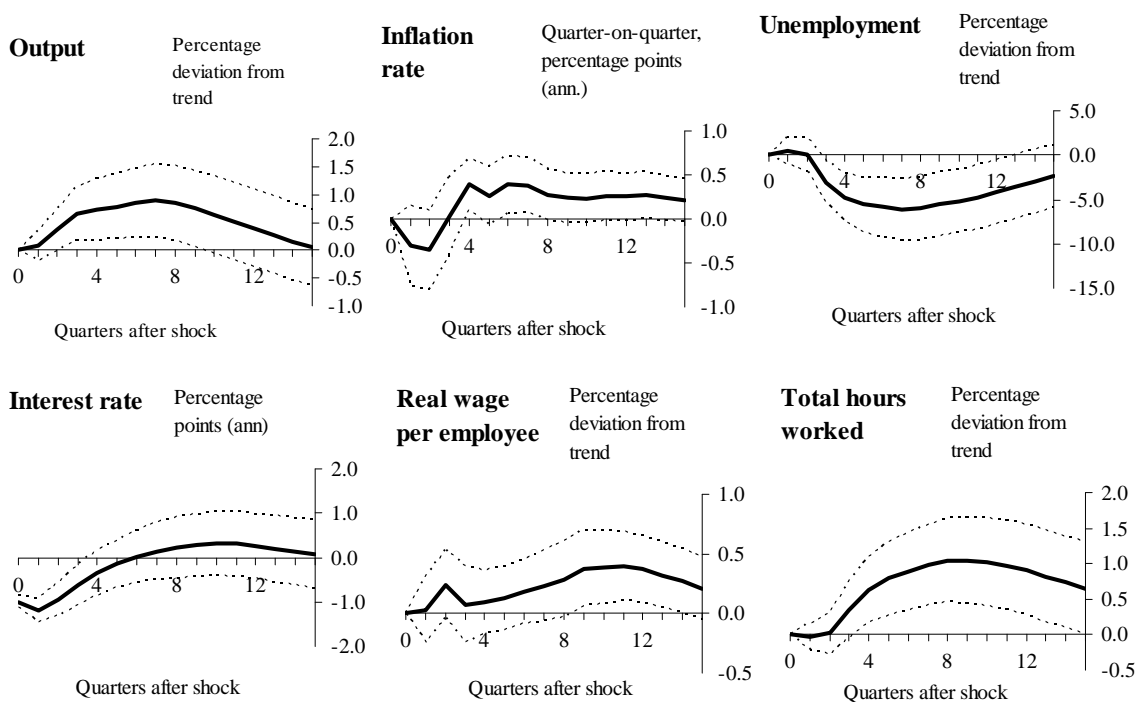 Output
Percentage
deviation from
trend
2.0
1.5
1.0
0.5
0.0
-0.5
-1.0
0
4
8
12
Quarters after shock
Inflation
rate
Quarter-on-quarter,
percentage points
(ann.)
1.0
0.5
0.0
-0.5
-1.0
0
4
8
12
Quarters after shock
Unemployment
Percentage
deviation from
trend
5.0
0.0
-5.0
-10.0
-15.0
0
4
8
12
Quarters after shock
Interest rate
Percentage
points (ann)
2.0
1.0
0.0
-1.0
-2.0
0
4
8
12
Quarters after shock
Real wage
per employee
Percentage
deviation from
trend
1.0
0.5
0.0
-0.5
0
4
8
12
Quarters after shock
Total hours
worked
Percentage
deviation from
trend
2.0
1.5
1.0
0.5
0.0
-0.5
0
4
8
12
Quarters after shock